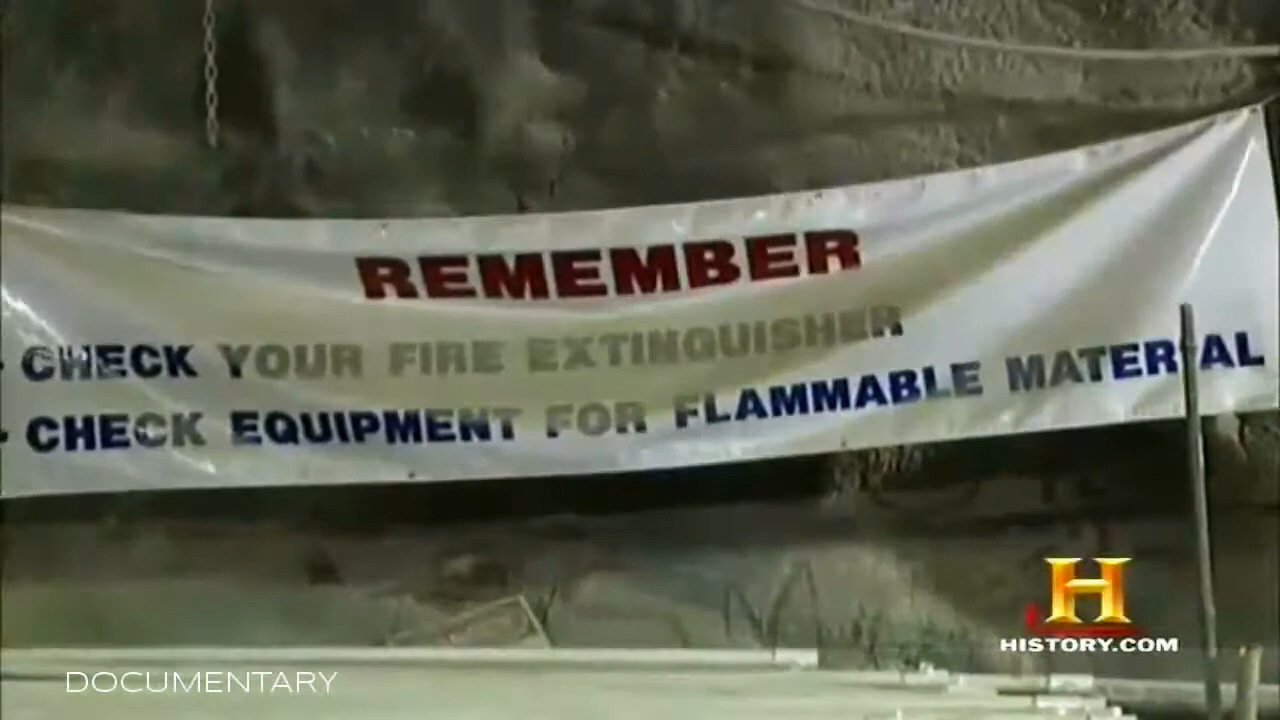 REMEMBER
- CHECK YOUR FIRE EXTINGUISHER
- CHECK EQUIPMENT FOR FLAMMABLE MATERIAL
H
HISTORY.COM
DOCUMENTARY